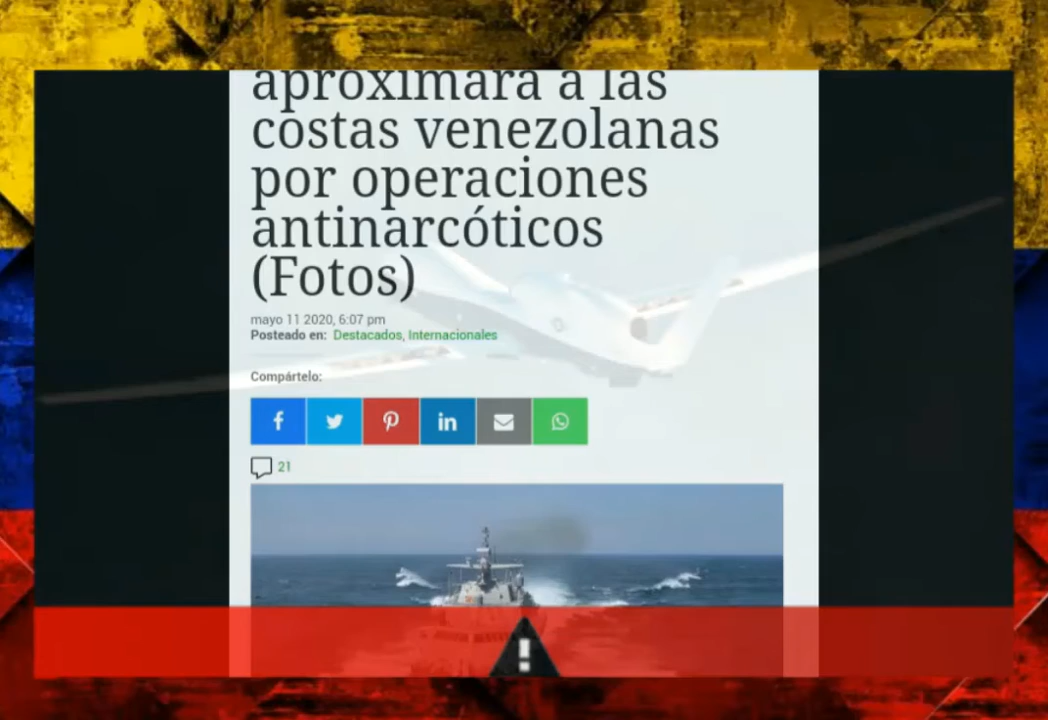 aproximará a las
costas venezolanas
por operaciones
antinarcóticos
(Fotos)
mayo 11 2020, 6:07 pm
Posteado en: Destacados, Internacionales
Compártelo:
21